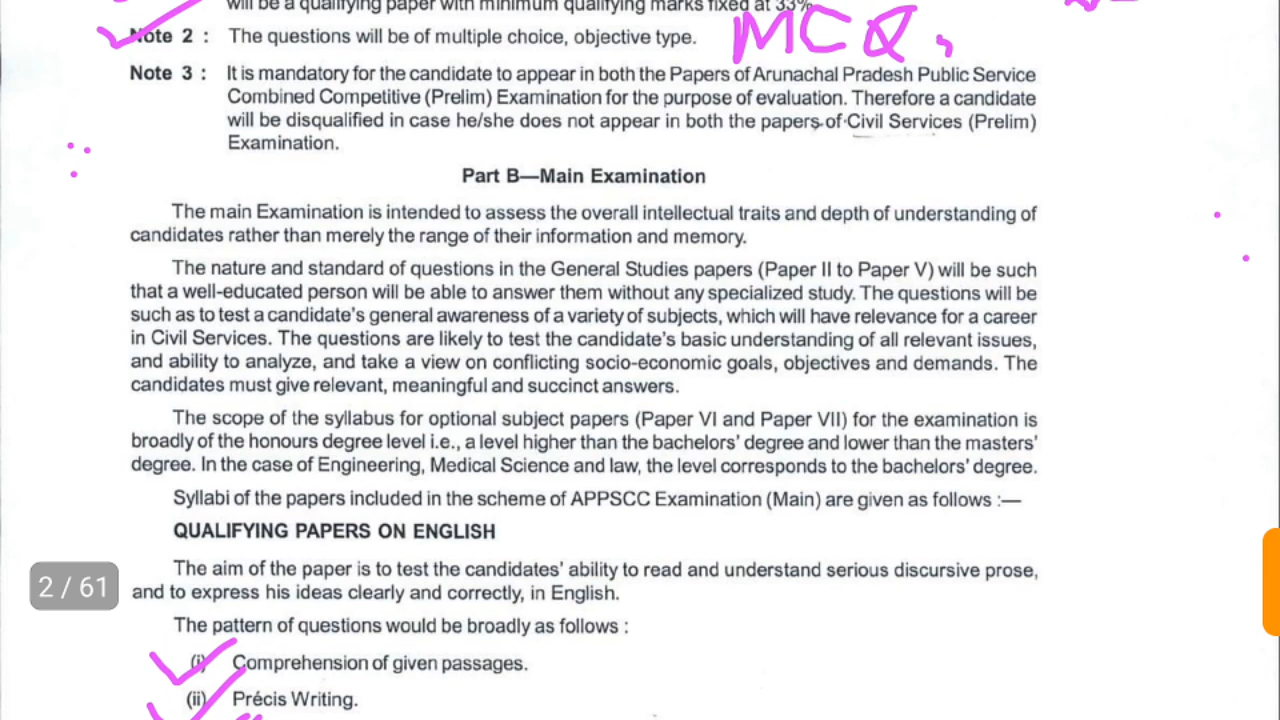 will be a qualifying paper with minimum qualifying marks fixed at 33%
Note 2 : The questions will be of multiple choice, objective type.
MCQ,
Note 3 : It is mandatory for the candidate to appear in both the Papers of Arunachal Pradesh Public Service
Combined Competitive (Prelim) Examination for the purpose of evaluation. Therefore a candidate
will be disqualified in case he/she does not appear in both the papers of Civil Services (Prelim)
Examination.
Part B—Main Examination
The main Examination is intended to assess the overall intellectual traits and depth of understanding of
candidates rather than merely the range of their information and memory.
The nature and standard of questions in the General Studies papers (Paper II to Paper V) will be such
that a well-educated person will be able to answer them without any specialized study. The questions will be
such as to test a candidate's general awareness of a variety of subjects, which will have relevance for a career
in Civil Services. The questions are likely to test the candidate's basic understanding of all relevant issues,
and ability to analyze, and take a view on conflicting socio-economic goals, objectives and demands. The
candidates must give relevant, meaningful and succinct answers.
The scope of the syllabus for optional subject papers (Paper VI and Paper VII) for the examination is
broadly of the honours degree level i.e., a level higher than the bachelors' degree and lower than the masters'
degree. In the case of Engineering, Medical Science and law, the level corresponds to the bachelors' degree.
Syllabi of the papers included in the scheme of APPSCC Examination (Main) are given as follows :—
QUALIFYING PAPERS ON ENGLISH
The aim of the paper is to test the candidates' ability to read and understand serious discursive prose,
2 / 61
and to express his ideas clearly and correctly, in English.
The pattern of questions would be broadly as follows :
(i) Comprehension of given passages.
(ii) Précis Writing.